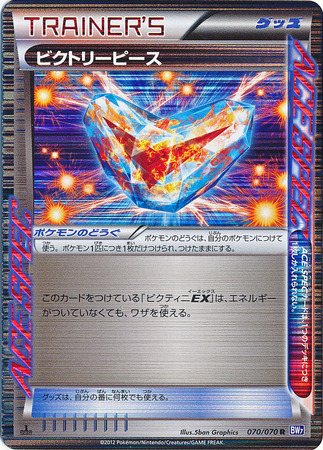 TRAINER'S
グッズ
ビクトリーピース
ACE SPEC
ポケモンのどうぐ
ポケモンのどうぐは、自分のポケモンにつけて
使う。ポケモン1匹につき1枚だけつけられ、つけたままにする。
このカードをつけている「ビクティニEX」は、エネルギー
がついていなくても、ワザを使える。
ACE SPEC
グッズは、自分の番に何枚でも使える。
Illus.5ban Graphics
070/070 R
BW7
©2012 Pokémon/Nintendo/Creatures/GAME FREAK.